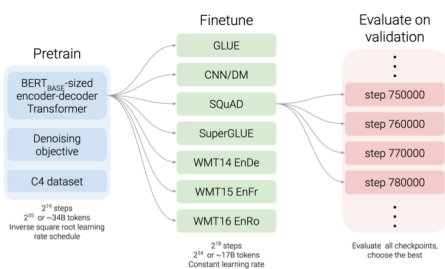 Pretrain
BERT_BASE-sized
encoder-decoder
Transformer
Denoising
objective
C4 dataset
2^19 steps
2^35 or ~34B tokens
Inverse square root learning
rate schedule
Finetune
GLUE
CNN/DM
SQuAD
SuperGLUE
WMT14 EnDe
WMT15 EnFr
WMT16 EnRo
2^18 steps
2^34 or ~17B tokens
Constant learning rate
Evaluate on
validation
step 750000
step 760000
step 770000
step 780000
Evaluate all checkpoints,
choose the best